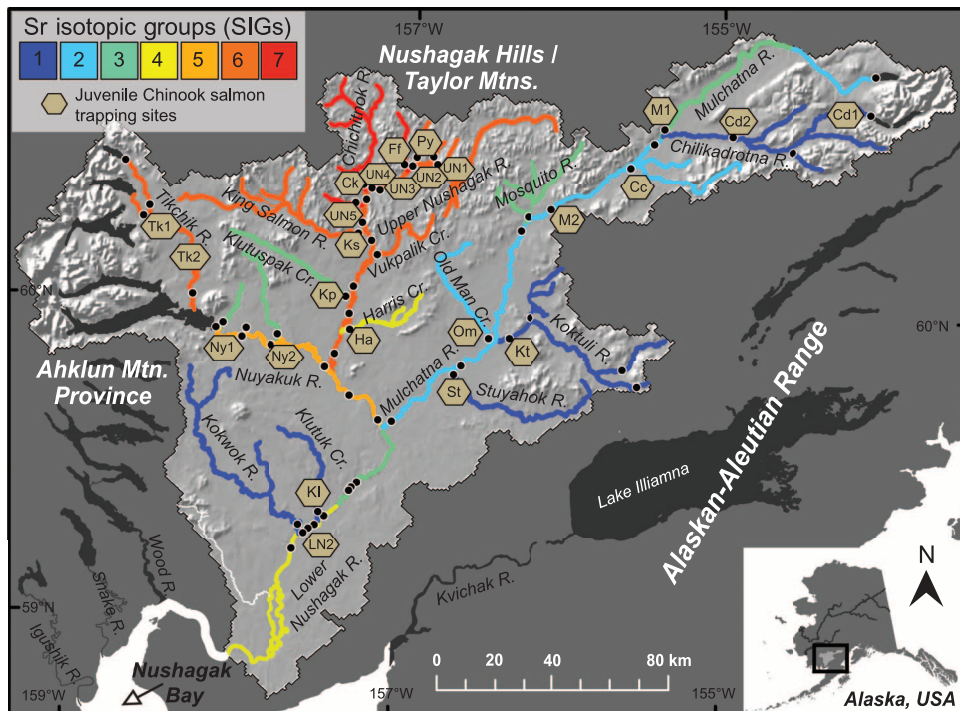 Sr isotopic groups (SIGs)
1 2 3 4 5 6 7
Juvenile Chinook salmon
trapping sites
157°W
155°W
Nushagak Hills /
Taylor Mtns.
Chichitnok R.
Mulchatna R.
M1
Cd2
Cd1
Chilikadrotna R.
Cc
Ff
Py
UN4
UN3
UN2
UN1
Ck
UN5
Ks
Upper Nushagak R.
Mosquito R.
M2
Tikchik R.
Tk1
Tk2
King Salmon R.
Klutuspak Cr.
Vukpalik Cr.
Kp
Harris Cr.
Ha
Old Man Cr.
Om
Kt
Koktuli R.
60°N
60°N
Ny1
Ny2
Nuyakuk R.
Mulchatna R.
St
Stuyahok R.
Ahklun Mtn.
Province
Kokwok R.
Klutuk Cr.
Kl
LN2
Lower
Nushagak R.
Lake Illiamna
Alaskan-Aleutian Range
Kvichak R.
Wood R.
Snake R.
Igushik R.
59°N
59°N
Nushagak
Bay
0 20 40 80 km
N
159°W
157°W
155°W
Alaska, USA